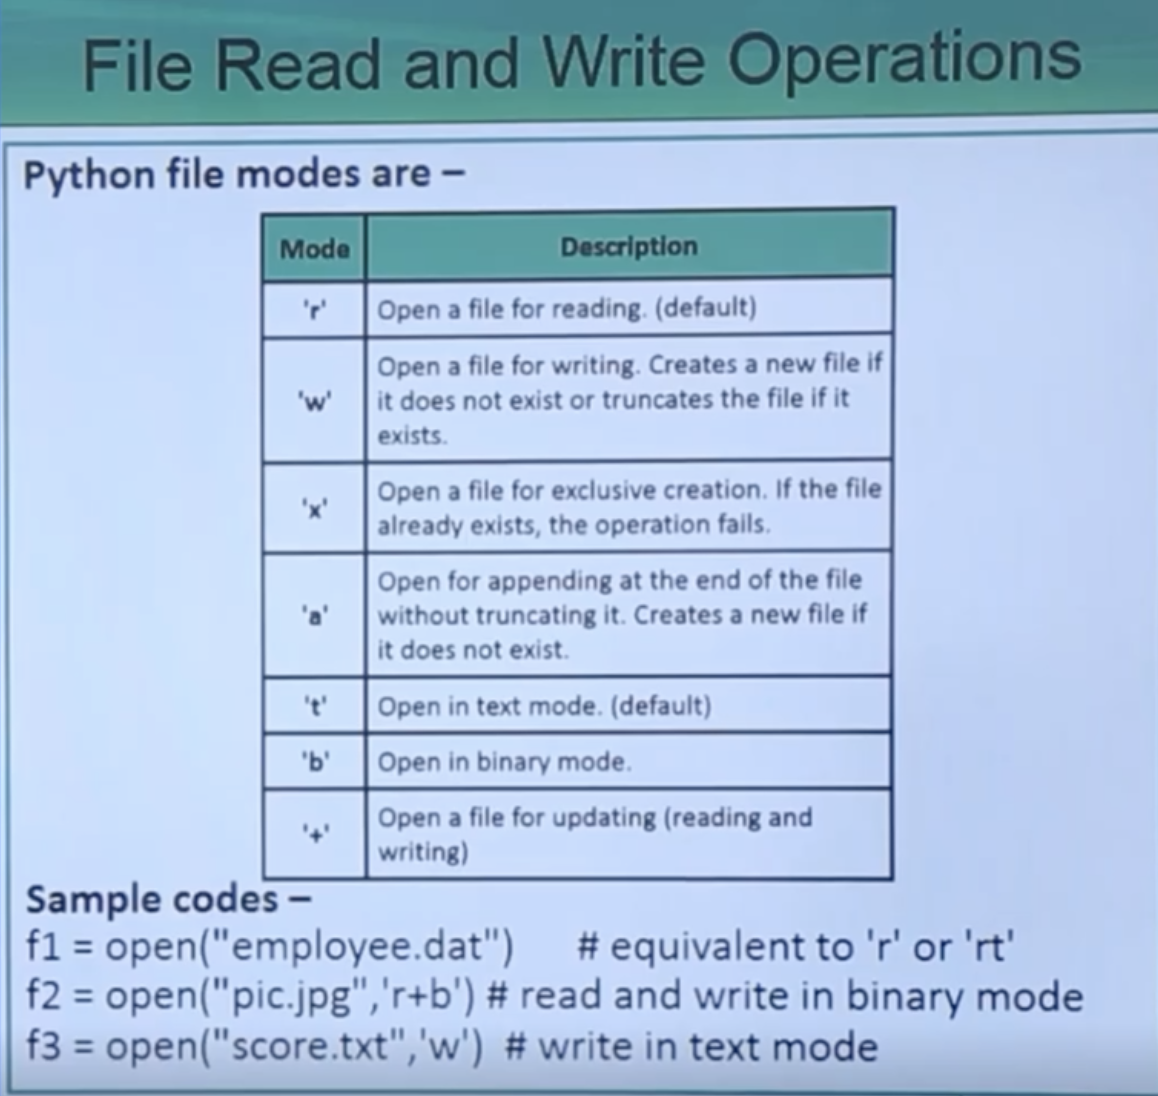 File Read and Write Operations
Python file modes are –
Mode Description
'r' Open a file for reading. (default)
Open a file for writing. Creates a new file if
'w' it does not exist or truncates the file if it
exists.
'x' Open a file for exclusive creation. If the file
already exists, the operation fails.
Open for appending at the end of the file
'a' without truncating it. Creates a new file if
it does not exist.
't' Open in text mode. (default)
'b' Open in binary mode.
'+' Open a file for updating (reading and
writing)
Sample codes –
f1 = open("employee.dat") # equivalent to 'r' or 'rt'
f2 = open("pic.jpg",'r+b') # read and write in binary mode
f3 = open("score.txt",'w') # write in text mode